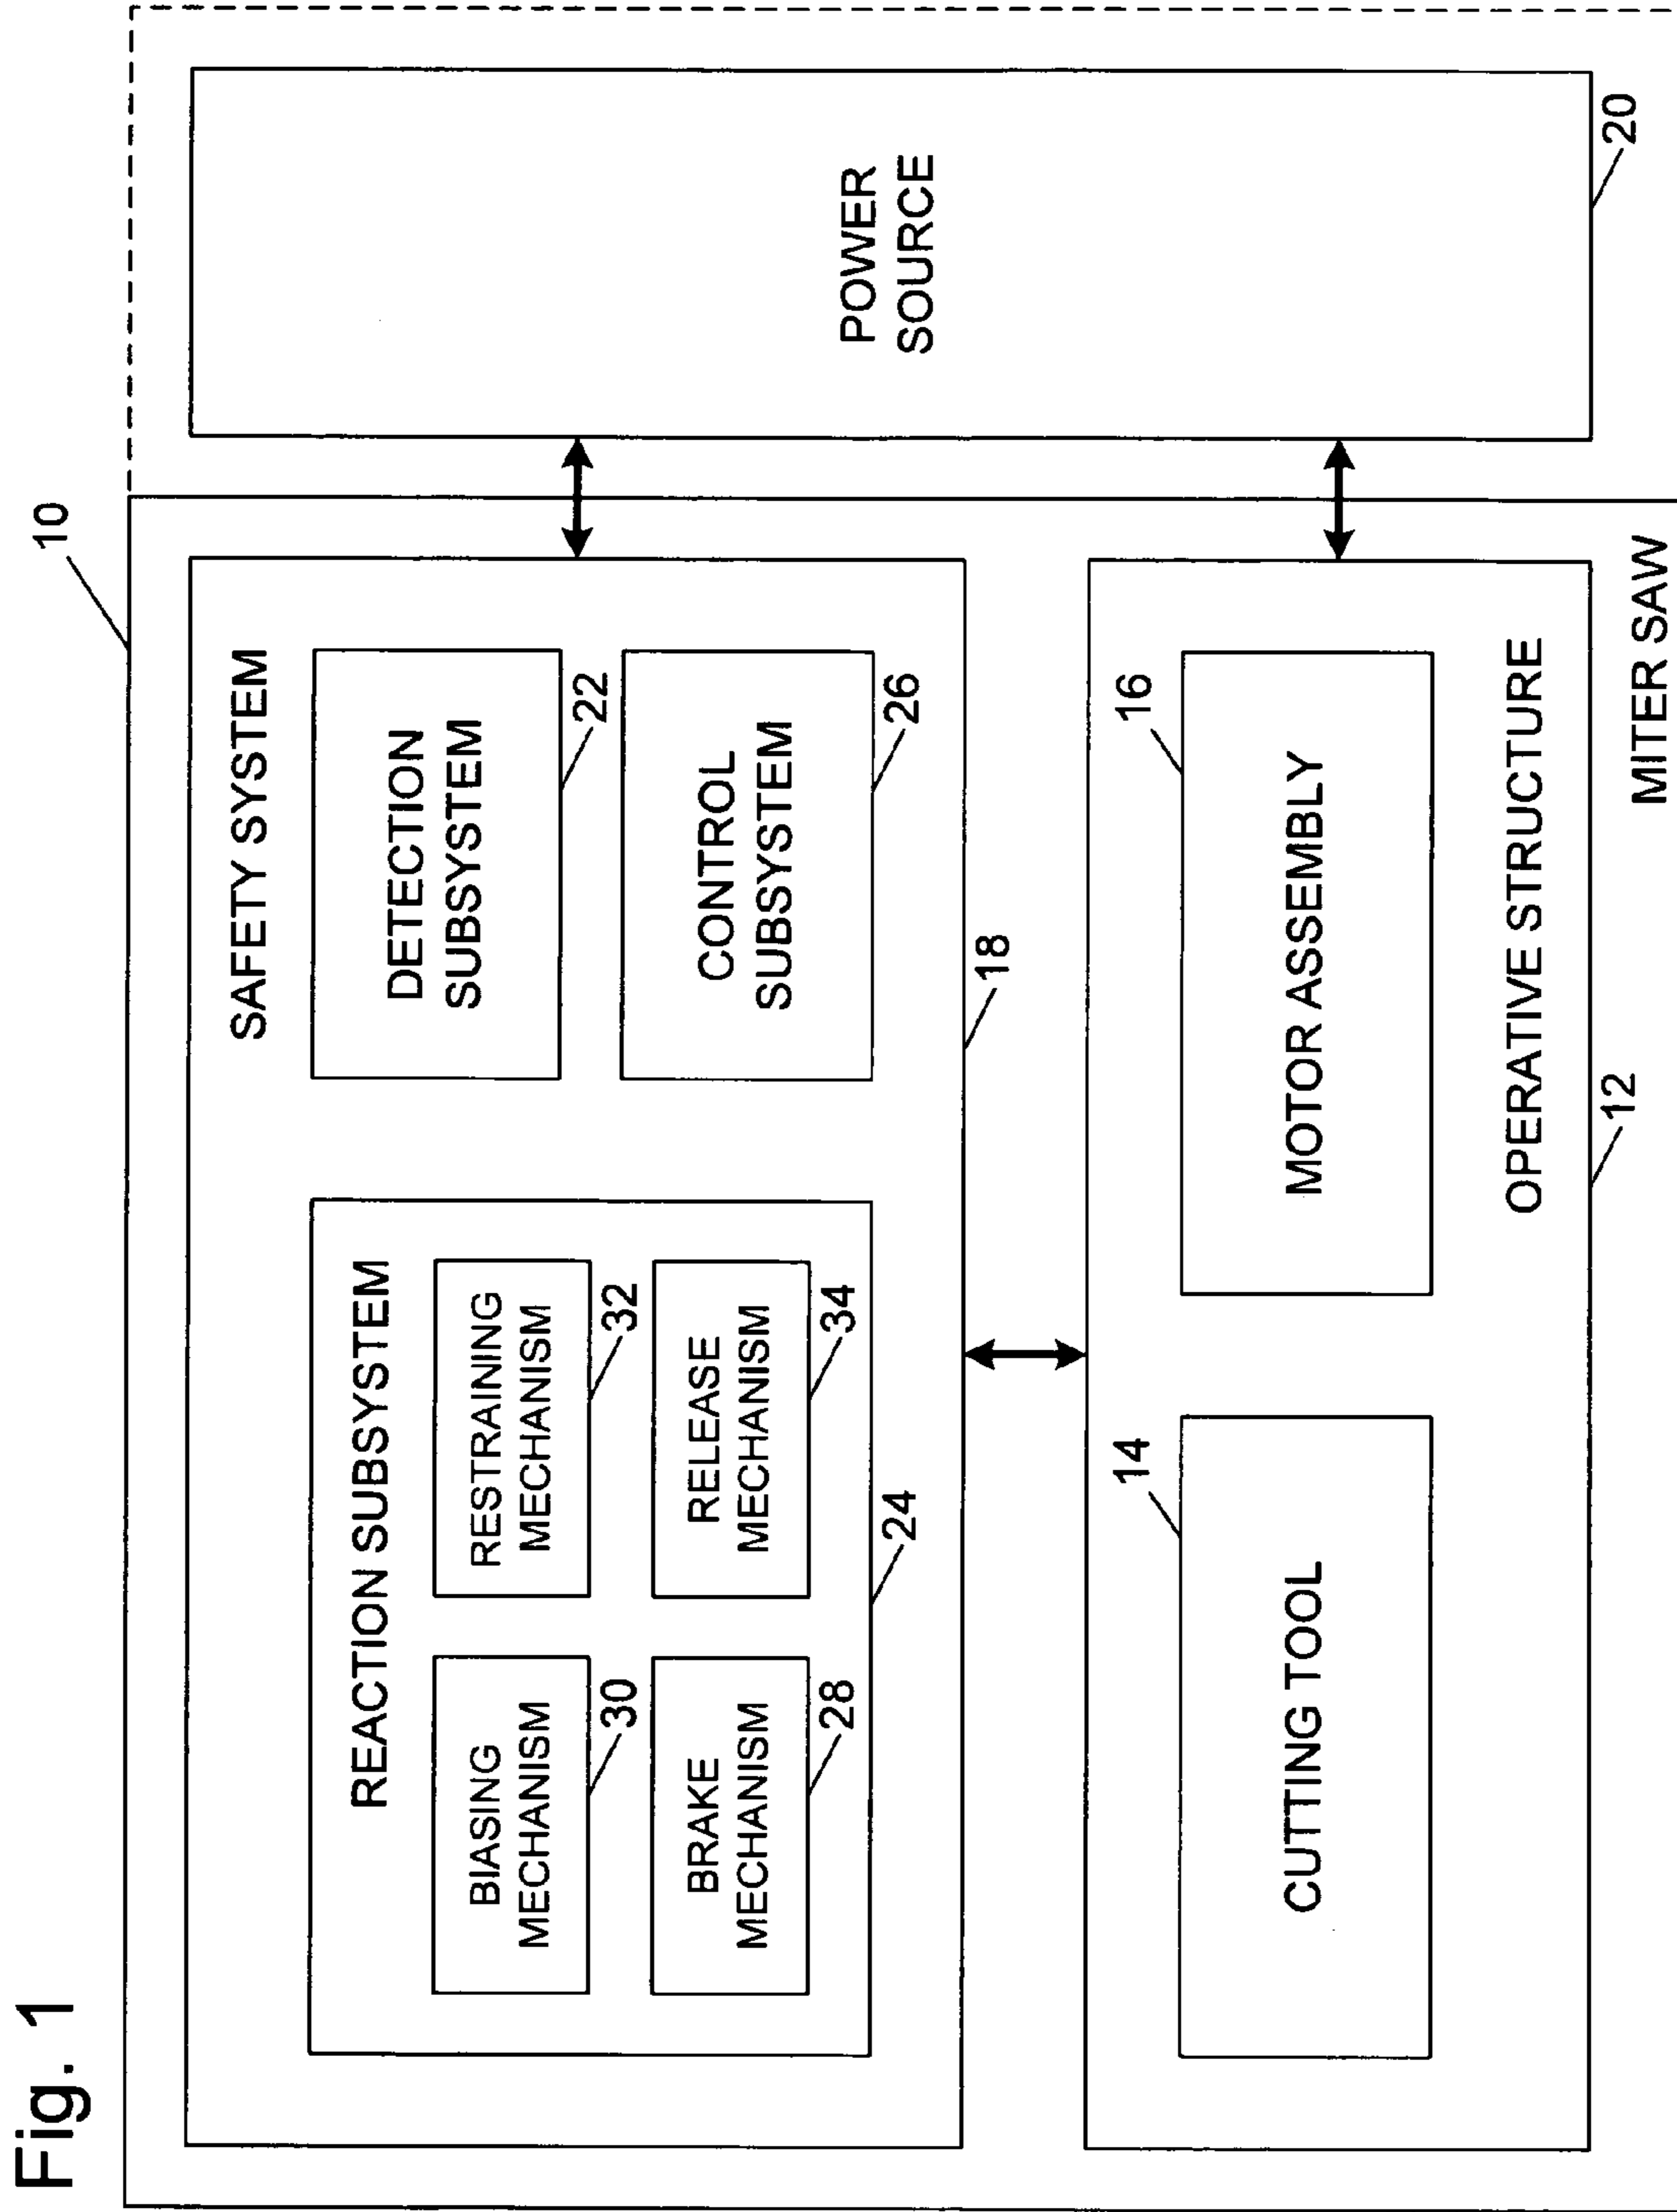 Fig. 1
10
SAFETY SYSTEM
REACTION SUBSYSTEM
BIASING
MECHANISM
30
RESTRAINING
MECHANISM
32
BRAKE
MECHANISM
28
RELEASE
MECHANISM
34
24
DETECTION
SUBSYSTEM
22
CONTROL
SUBSYSTEM
26
18
POWER
SOURCE
20
14
CUTTING TOOL
16
MOTOR ASSEMBLY
OPERATIVE STRUCTURE
12
MITER SAW